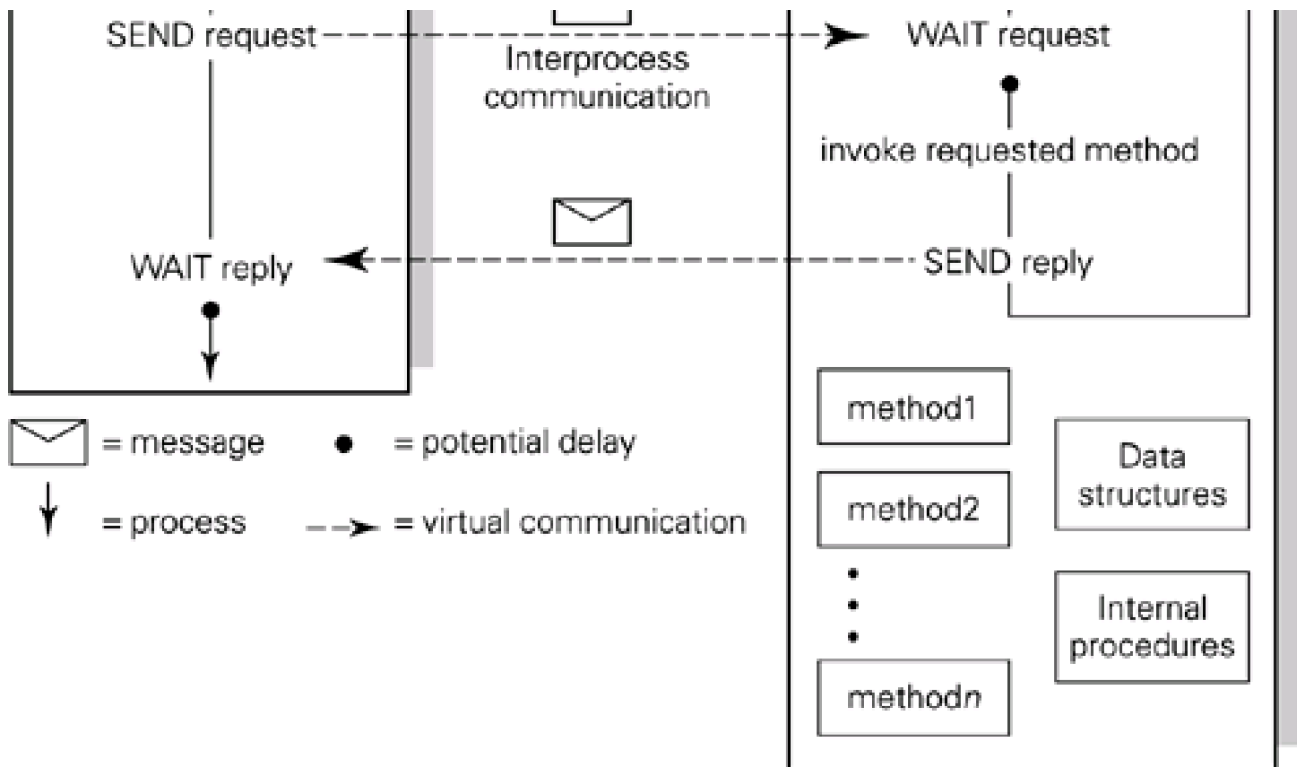 SEND request
WAIT request
Interprocess
communication
invoke requested method
WAIT reply
SEND reply
method1
= message
= potential delay
Data
structures
method2
= process
= virtual communication
Internal
procedures
methodn